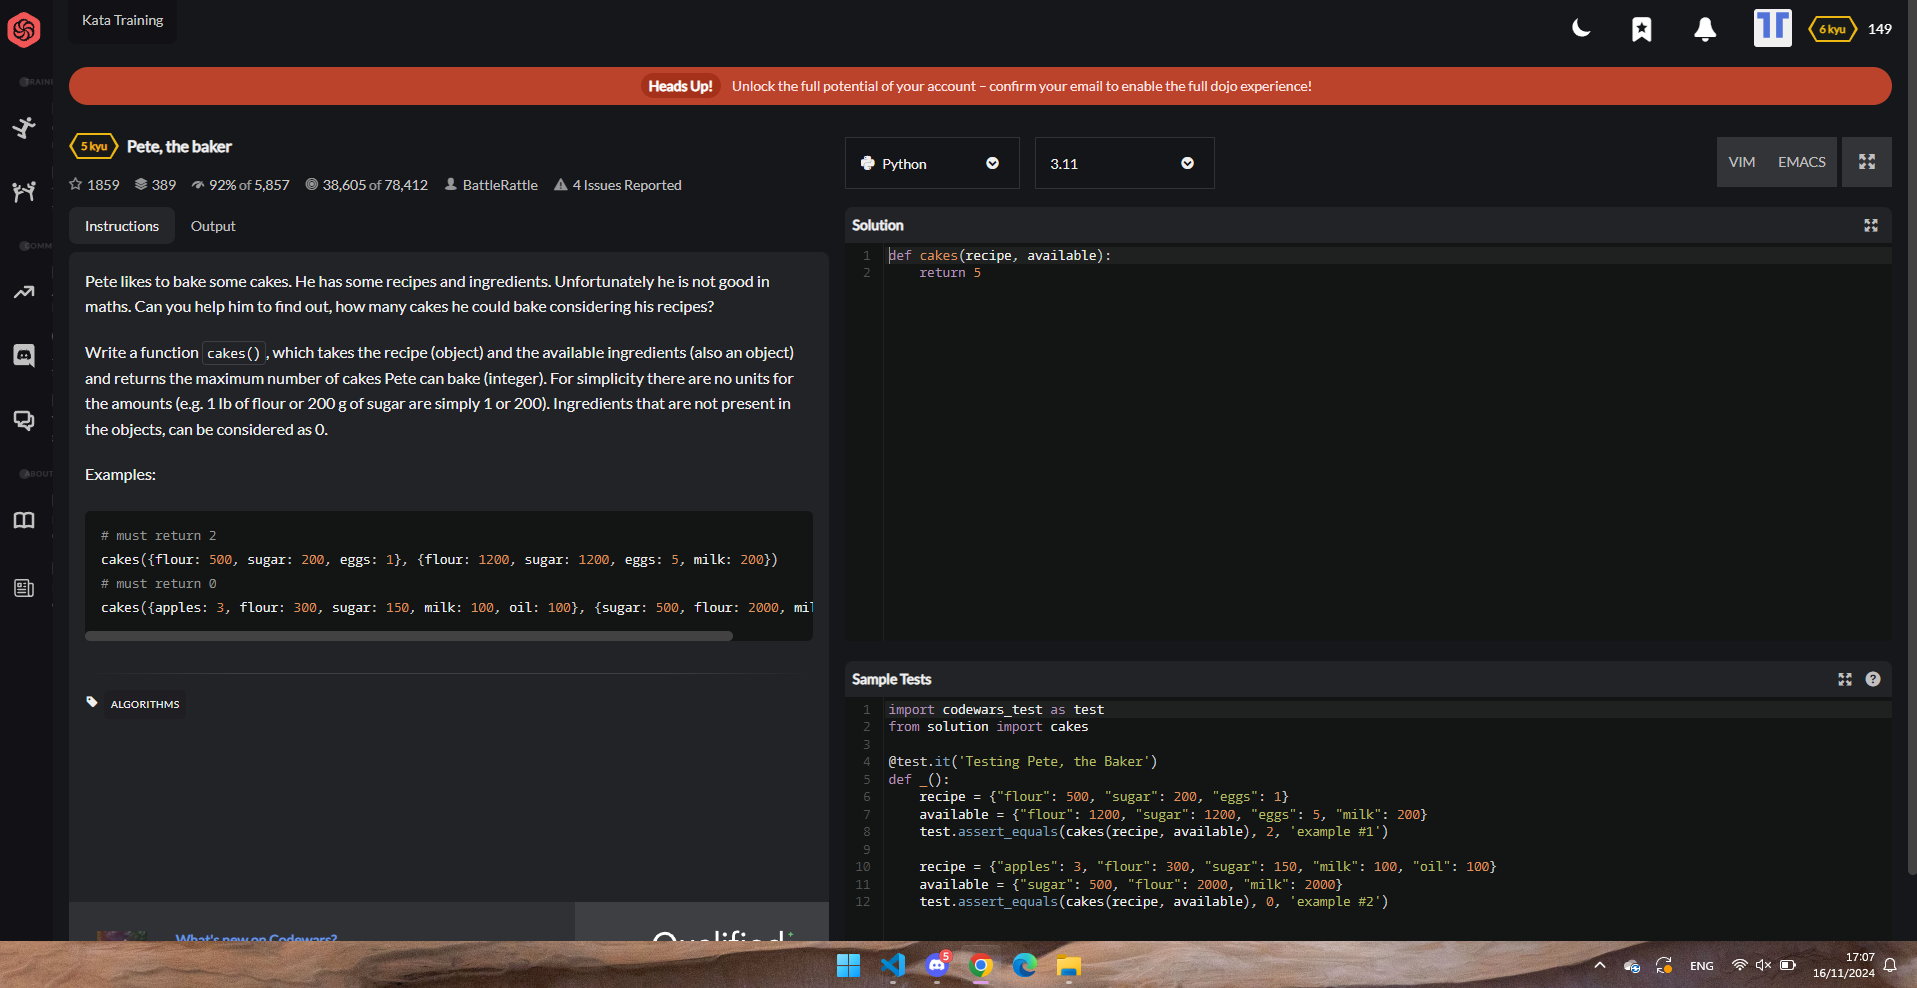 Kata Training
6 kyu
149
Heads Up! Unlock the full potential of your account – confirm your email to enable the full dojo experience!
5 kyu Pete, the baker
1859 389 92% of 5,857 38,605 of 78,412 BattleRattle 4 Issues Reported
Instructions Output
Pete likes to bake some cakes. He has some recipes and ingredients. Unfortunately he is not good in
maths. Can you help him to find out, how many cakes he could bake considering his recipes?
Write a function cakes(), which takes the recipe (object) and the available ingredients (also an object)
and returns the maximum number of cakes Pete can bake (integer). For simplicity there are no units for
the amounts (e.g. 1 lb of flour or 200 g of sugar are simply 1 or 200). Ingredients that are not present in
the objects, can be considered as 0.
Examples:
# must return 2
cakes({flour: 500, sugar: 200, eggs: 1}, {flour: 1200, sugar: 1200, eggs: 5, milk: 200})
# must return 0
cakes({apples: 3, flour: 300, sugar: 150, milk: 100, oil: 100}, {sugar: 500, flour: 2000, mil
ALGORITHMS
What's new on Codewars?
Qualified
Python
3.11
VIM EMACS
Solution
1 def cakes(recipe, available):
2 return 5
Sample Tests
1 import codewars_test as test
2 from solution import cakes
3
4 @test.it('Testing Pete, the Baker')
5 def _():
6 recipe = {"flour": 500, "sugar": 200, "eggs": 1}
7 available = {"flour": 1200, "sugar": 1200, "eggs": 5, "milk": 200}
8 test.assert_equals(cakes(recipe, available), 2, 'example #1')
9
10 recipe = {"apples": 3, "flour": 300, "sugar": 150, "milk": 100, "oil": 100}
11 available = {"sugar": 500, "flour": 2000, "milk": 2000}
12 test.assert_equals(cakes(recipe, available), 0, 'example #2')
TRAINI
COMM
ABOUT
5
ENG
17:07
16/11/2024